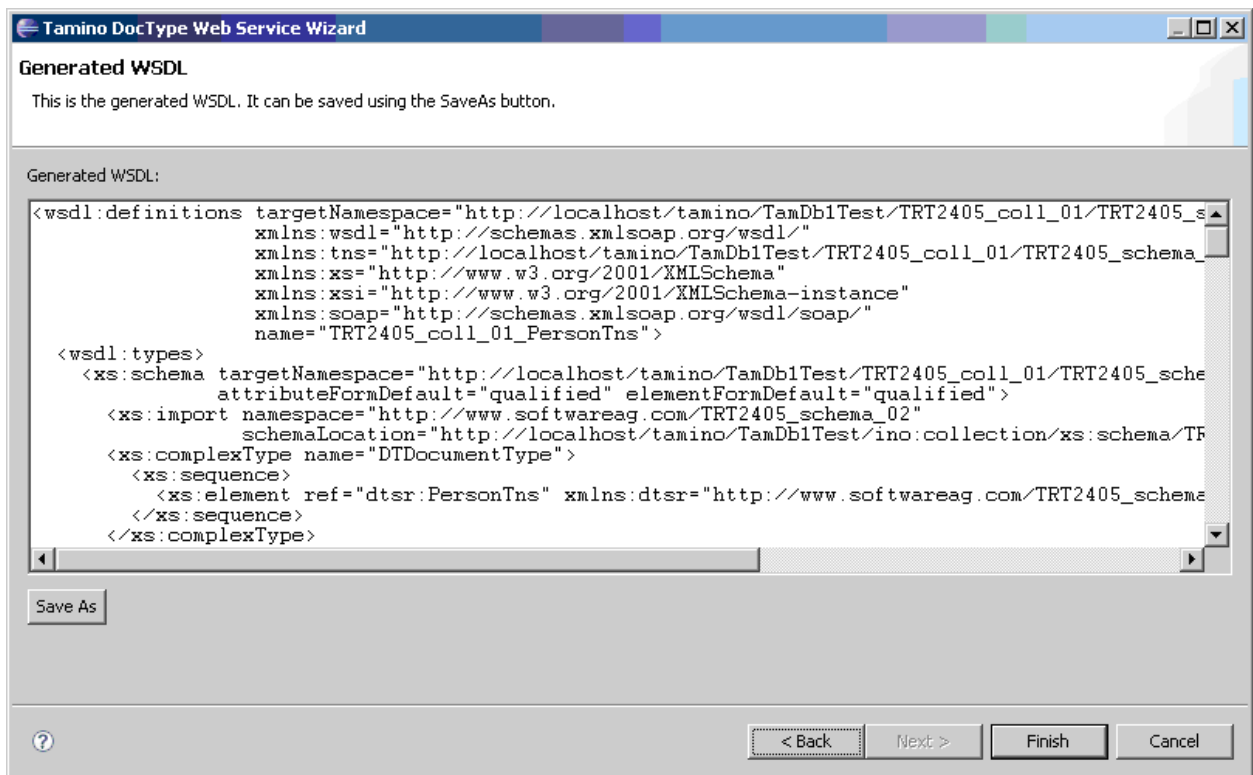 Tamino DocType Web Service Wizard
Generated WSDL
This is the generated WSDL. It can be saved using the SaveAs button.
Generated WSDL:
<wsdl:definitions targetNamespace="http://localhost/tamino/TamDb1Test/TRT2405_coll_01/TRT2405_s
xmlns:wsdl="http://schemas.xmlsoap.org/wsdl/"
xmlns:tns="http://localhost/tamino/TamDb1Test/TRT2405_coll_01/TRT2405_schema_
xmlns:xs="http://www.w3.org/2001/XMLSchema"
xmlns:xsi="http://www.w3.org/2001/XMLSchema-instance"
xmlns:soap="http://schemas.xmlsoap.org/wsdl/soap/"
name="TRT2405_coll_01_PersonTns">
<wsdl:types>
<xs:schema targetNamespace="http://localhost/tamino/TamDb1Test/TRT2405_coll_01/TRT2405_sche
attributeFormDefault="qualified" elementFormDefault="qualified">
<xs:import namespace="http://www.softwareag.com/TRT2405_schema_02"
schemaLocation="http://localhost/tamino/TamDb1Test/ino:collection/xs:schema/TR
<xs:complexType name="DTDocumentType">
<xs:sequence>
<xs:element ref="dtsr:PersonTns" xmlns:dtsr="http://www.softwareag.com/TRT2405_schema
</xs:sequence>
</xs:complexType>
Save As
?
< Back Next > Finish Cancel